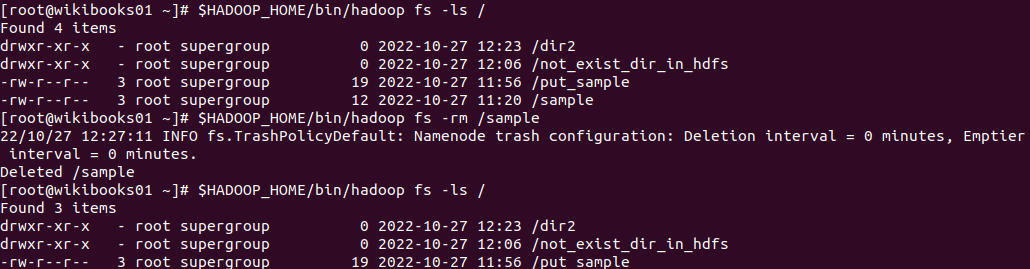 [root@wikibooks01 ~]# $HADOOP_HOME/bin/hadoop fs -ls /
Found 4 items
drwxr-xr-x   - root supergroup          0 2022-10-27 12:23 /dir2
drwxr-xr-x   - root supergroup          0 2022-10-27 12:06 /not_exist_dir_in_hdfs
-rw-r--r--   3 root supergroup         19 2022-10-27 11:56 /put_sample
-rw-r--r--   3 root supergroup         12 2022-10-27 11:20 /sample
[root@wikibooks01 ~]# $HADOOP_HOME/bin/hadoop fs -rm /sample
22/10/27 12:27:11 INFO fs.TrashPolicyDefault: Namenode trash configuration: Deletion interval = 0 minutes, Emptier
 interval = 0 minutes.
Deleted /sample
[root@wikibooks01 ~]# $HADOOP_HOME/bin/hadoop fs -ls /
Found 3 items
drwxr-xr-x   - root supergroup          0 2022-10-27 12:23 /dir2
drwxr-xr-x   - root supergroup          0 2022-10-27 12:06 /not_exist_dir_in_hdfs
-rw-r--r--   3 root supergroup         19 2022-10-27 11:56 /put_sample